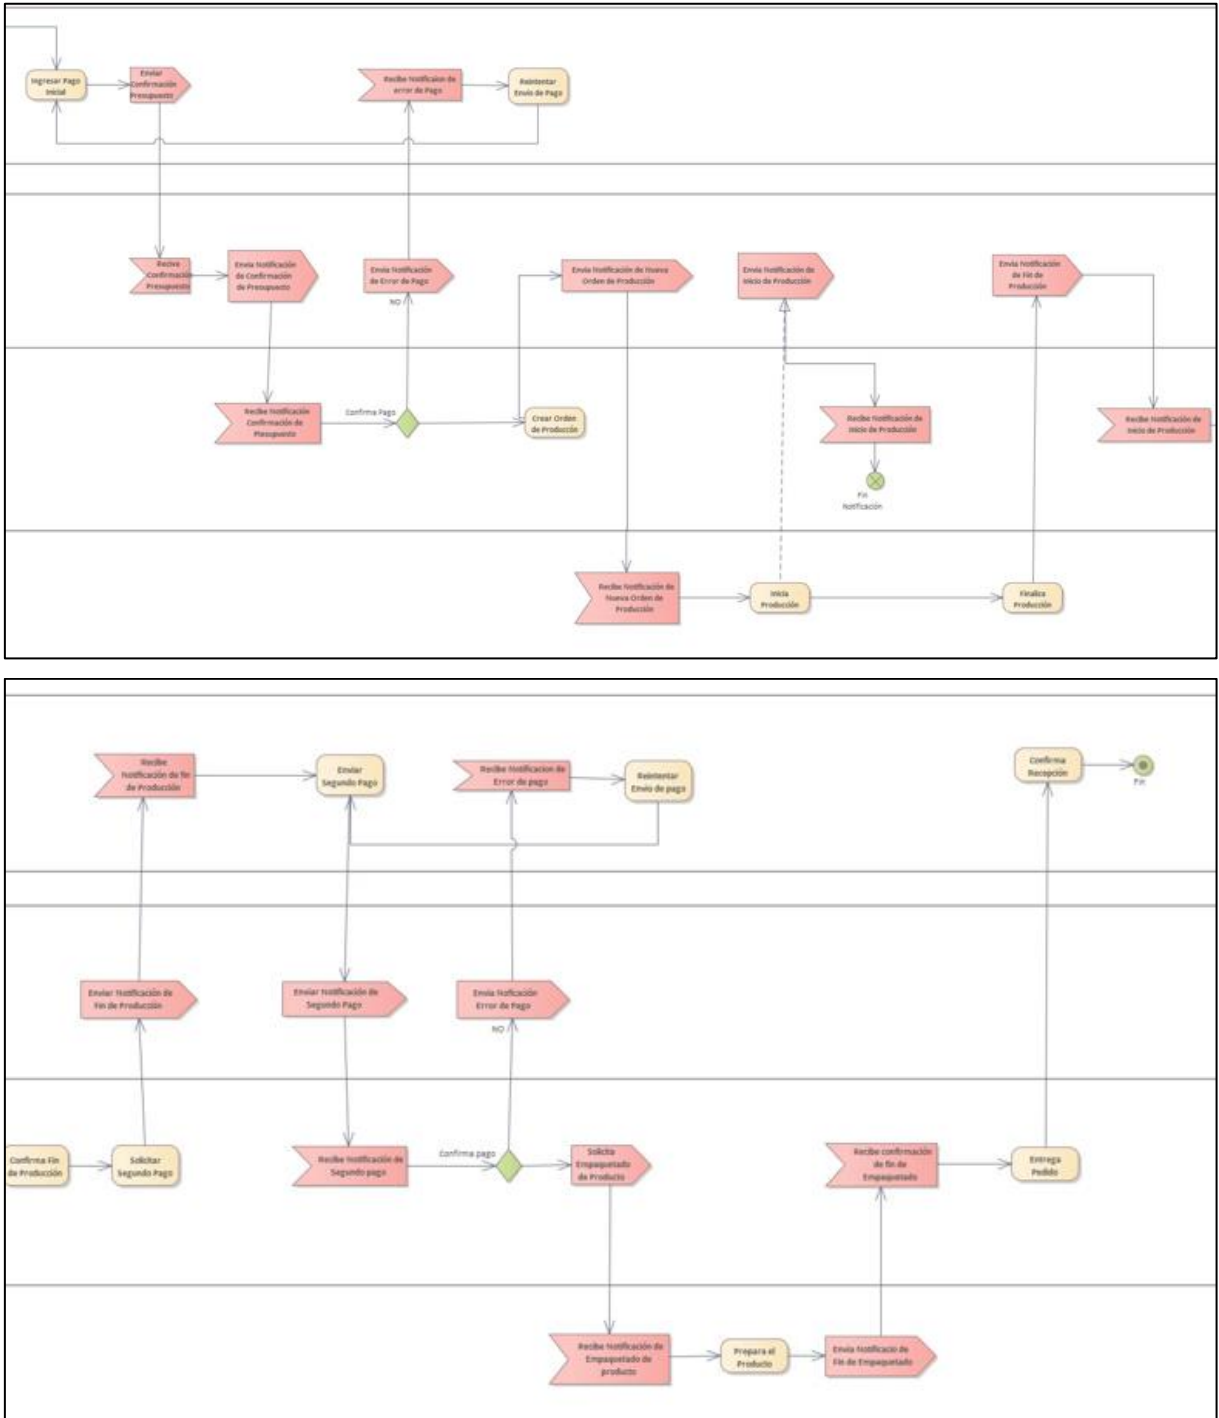 Ingresar Pago
Inicial
Enviar
Confirmación
Presupuesto
Recibe Notificaion de
error de Pago
Reintentar
Envio de Pago
Recive
Confirmación
Presupuesto
Envia Notificación
de Confirmación
de Presupuesto
Envia Notificación
de Error de Pago
NO
Envia Notificación de Nueva
Orden de Producción
Envia Notificación de
Inicio de Producción
Envia Notificación
de Fin de
Producción
Recibe Notificación
Confirmación de
Presupuesto
Confirma Pago
Crear Orden
de Producción
Recibe Notificación de
Inicio de Producción
Recibe Notificación de
Inicio de Producción
Fin
Notificación
Recibe Notificación de
Nueva Orden de
Producción
Inicia
Producción
Finaliza
Producción
Recibe
Notificación de fin
de Producción
Enviar
Segundo Pago
Recibe Notificacion de
Error de pago
Reintentar
Envio de pago
Confirma
Recepción
Fin
Enviar Notificación de
Fin de Producción
Enviar Notificación de
Segundo Pago
Envia Noficación
Error de Pago
NO
Confirma Fin
de Producción
Solicitar
Segundo Pago
Recibe Notificación de
Segundo pago
Confirma pago
Solicita
Empaquetado
de Producto
Recibe confirmación
de fin de
Empaquetado
Entrega
Pedido
Recibe Notificación de
Empaquetado de
producto
Prepara el
Producto
Envia Notificacio de
Fin de Empaquetado